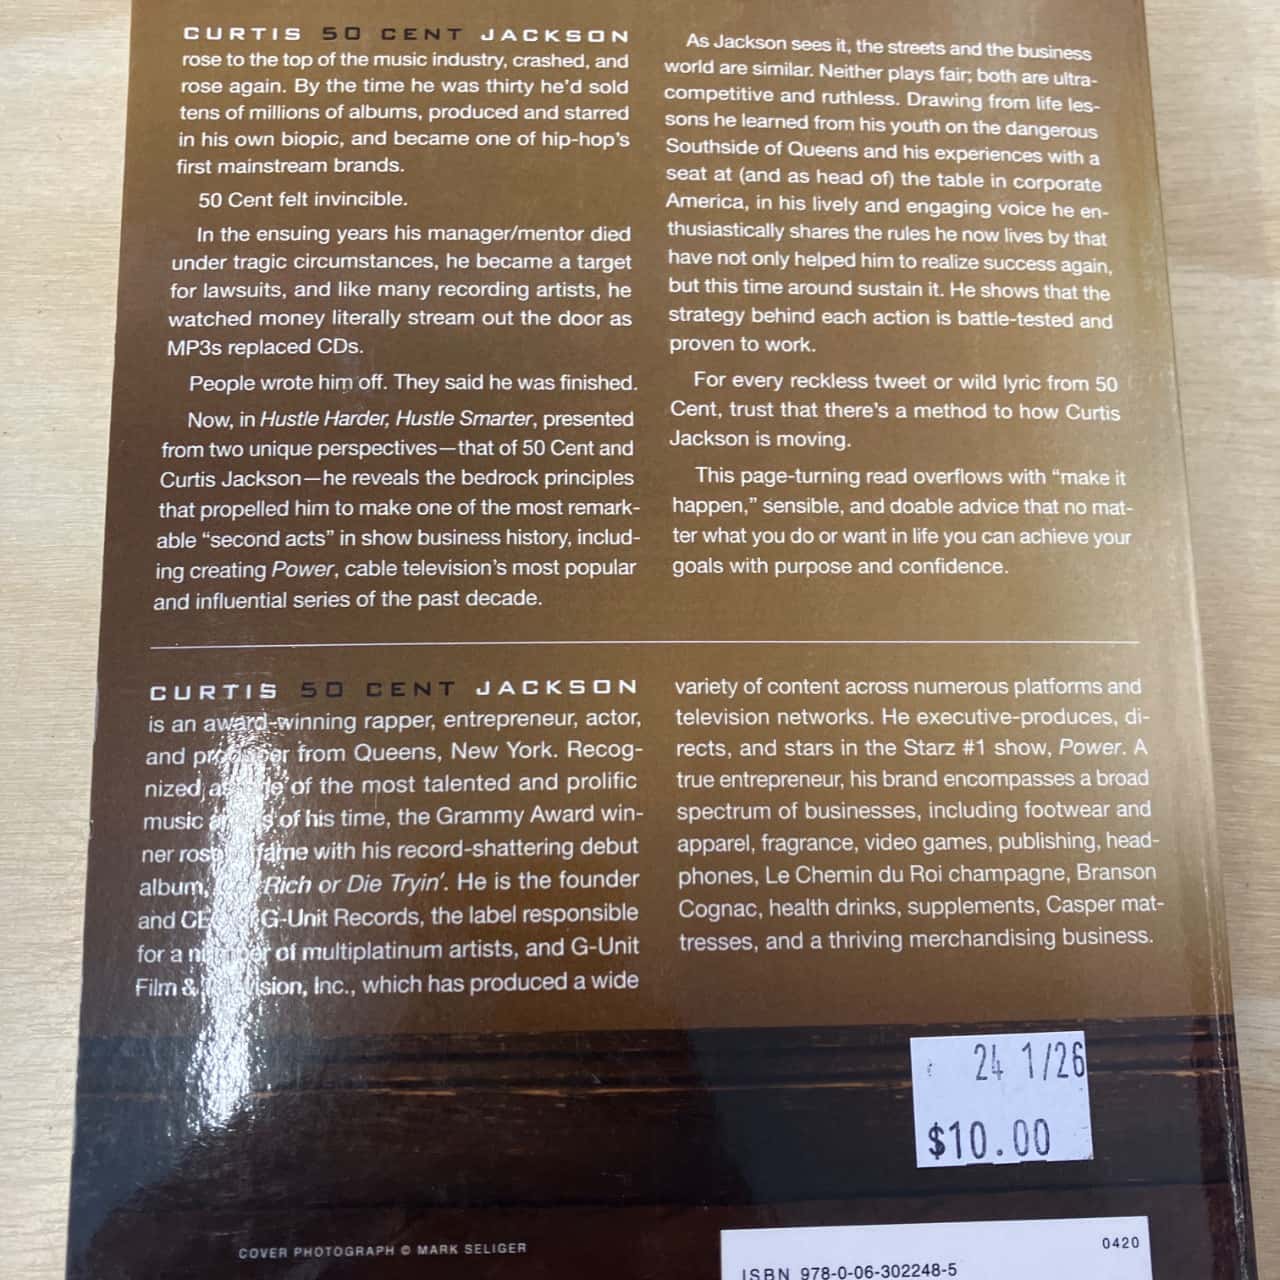 CURTIS 50 CENT JACKSON
rose to the top of the music industry, crashed, and
rose again. By the time he was thirty he'd sold
tens of millions of albums, produced and starred
in his own biopic, and became one of hip-hop's
first mainstream brands.
50 Cent felt invincible.
In the ensuing years his manager/mentor died
under tragic circumstances, he became a target
for lawsuits, and like many recording artists, he
watched money literally stream out the door as
MP3s replaced CDs.
People wrote him off. They said he was finished.
Now, in Hustle Harder, Hustle Smarter, presented
from two unique perspectives—that of 50 Cent and
Curtis Jackson—he reveals the bedrock principles
that propelled him to make one of the most remark-
able "second acts" in show business history, includ-
ing creating Power, cable television's most popular
and influential series of the past decade.
As Jackson sees it, the streets and the business
world are similar. Neither plays fair; both are ultra-
competitive and ruthless. Drawing from life les-
sons he learned from his youth on the dangerous
Southside of Queens and his experiences with a
seat at (and as head of) the table in corporate
America, in his lively and engaging voice he en-
thusiastically shares the rules he now lives by that
have not only helped him to realize success again,
but this time around sustain it. He shows that the
strategy behind each action is battle-tested and
proven to work.
For every reckless tweet or wild lyric from 50
Cent, trust that there's a method to how Curtis
Jackson is moving.
This page-turning read overflows with "make it
happen," sensible, and doable advice that no mat-
ter what you do or want in life you can achieve your
goals with purpose and confidence.
CURTIS 50 CENT JACKSON
is an award-winning rapper, entrepreneur, actor,
and producer from Queens, New York. Recog-
nized as of the most talented and prolific
music of his time, the Grammy Award win-
ner rose fame with his record-shattering debut
album, Rich or Die Tryin'. He is the founder
and G-Unit Records, the label responsible
for a number of multiplatinum artists, and G-Unit
Film & Television, Inc., which has produced a wide
variety of content across numerous platforms and
television networks. He executive-produces, di-
rects, and stars in the Starz #1 show, Power. A
true entrepreneur, his brand encompasses a broad
spectrum of businesses, including footwear and
apparel, fragrance, video games, publishing, head-
phones, Le Chemin du Roi champagne, Branson
Cognac, health drinks, supplements, Casper mat-
tresses, and a thriving merchandising business.
24 1/26
$10.00
COVER PHOTOGRAPH © MARK SELIGER
0420
ISBN 978-0-06-302248-5